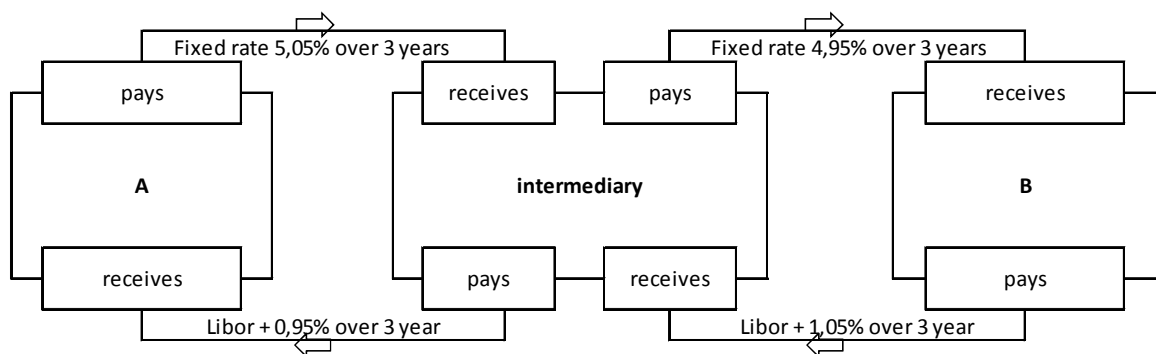 Fixed rate 5,05% over 3 years
Fixed rate 4,95% over 3 years
pays
receives
pays
receives
A
intermediary
B
receives
pays
receives
pays
Libor + 0,95% over 3 year
Libor + 1,05% over 3 year